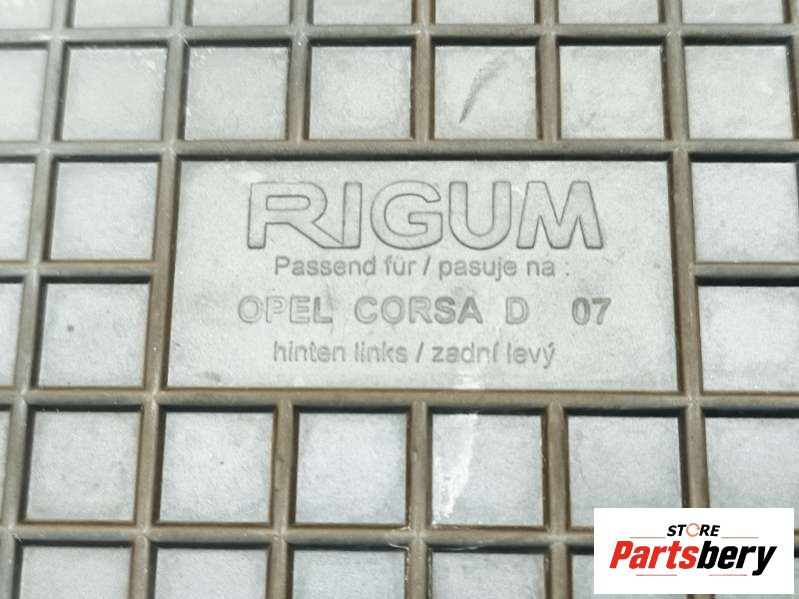 RIGUM
Passend für / pasuje na :
OPEL CORSA D 07
hinten links / zadní levý
STORE
Partsbery